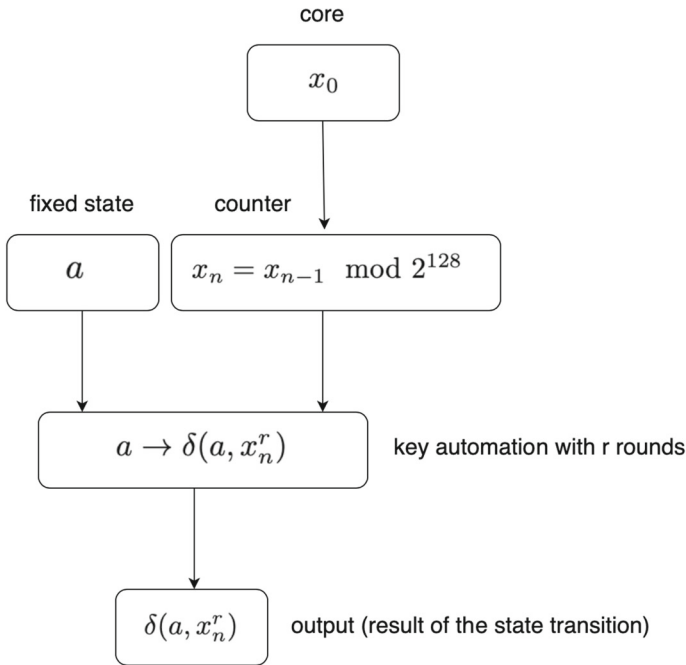 core
x_0
fixed state counter
a x_n = x_{n-1} mod 2^{128}
a → δ(a, x_n^r) key automation with r rounds
δ(a, x_n^r) output (result of the state transition)